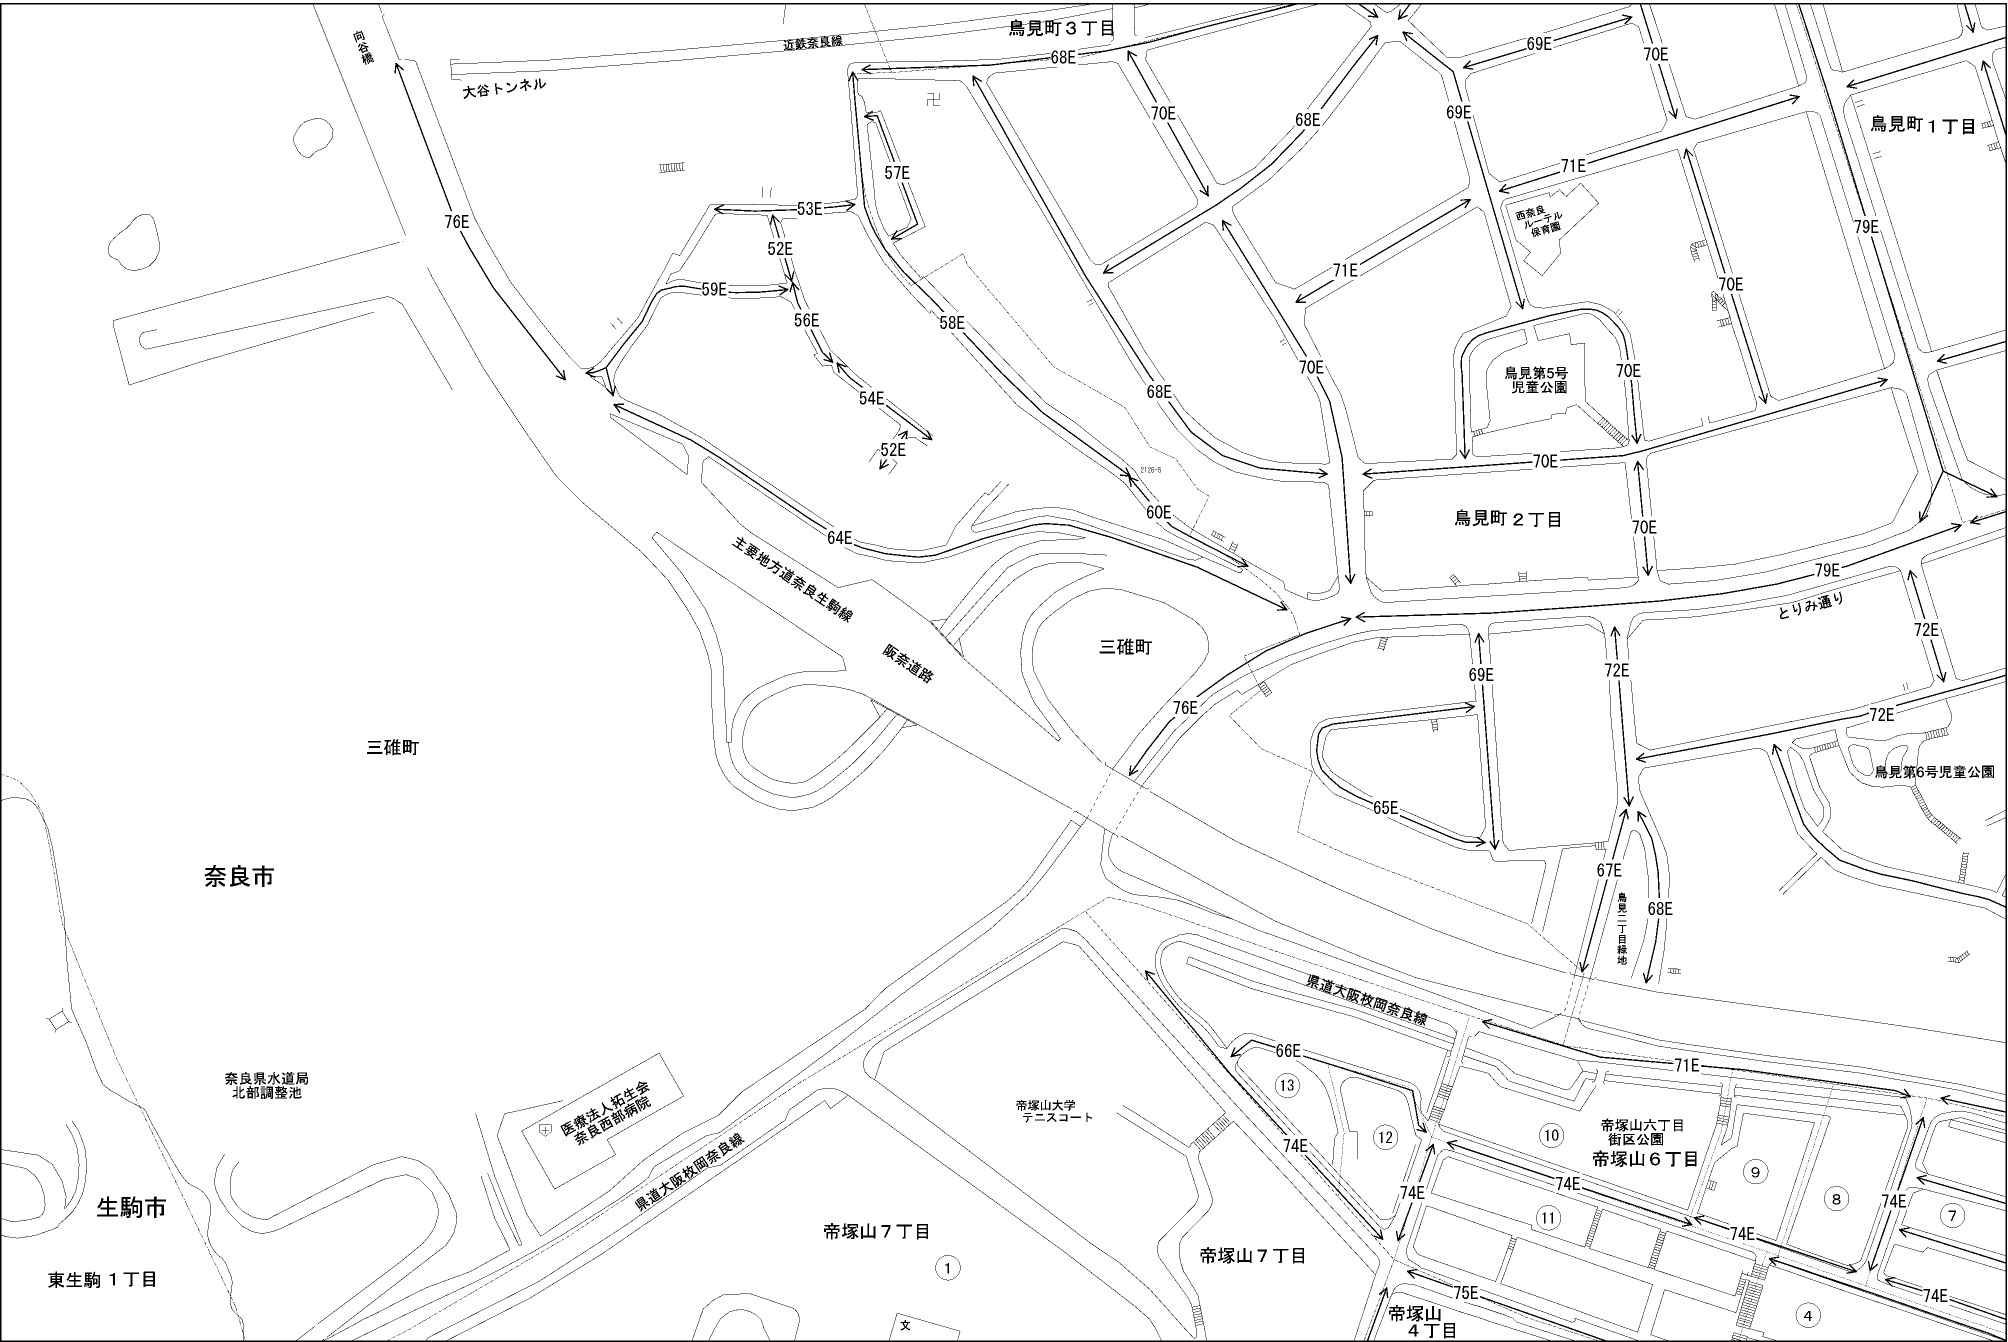 向谷橋
近鉄奈良線
鳥見町3丁目
68E
69E
70E
大谷トンネル
卍
70E
68E
69E
鳥見町1丁目
57E
71E
76E
53E
西奈良
ルーテル
保育園
79E
52E
71E
59E
70E
56E
58E
70E
鳥見第5号
児童公園
70E
54E
68E
52E
2126-5
70E
60E
鳥見町2丁目
70E
64E
主要地方道奈良生駒線
79E
とりみ通り
72E
阪奈道路
三碓町
69E
72E
76E
72E
三碓町
鳥見第6号児童公園
65E
奈良市
67E
鳥見二丁目緑地
68E
県道大阪枚岡奈良線
66E
71E
13
奈良県水道局
北部調整池
医療法人拓生会
奈良西部病院
帝塚山大学
テニスコート
12
10
帝塚山六丁目
街区公園
帝塚山6丁目
74E
県道大阪枚岡奈良線
9
74E
74E
8
74E
生駒市
11
7
帝塚山7丁目
74E
帝塚山7丁目
1
東生駒1丁目
75E
74E
文
帝塚山
4丁目
4